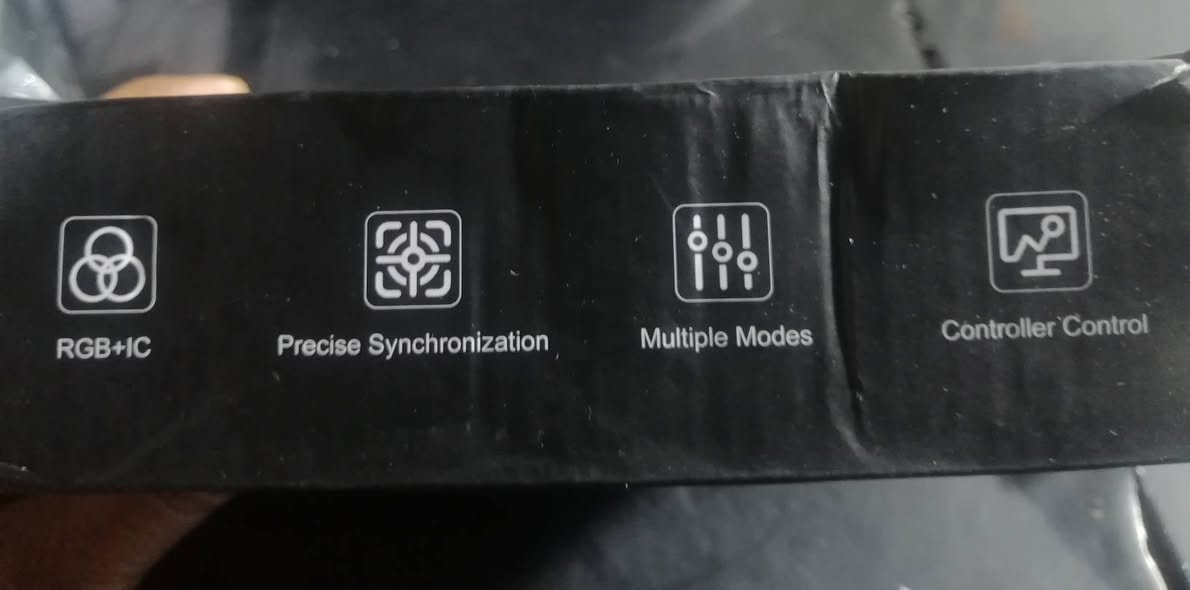 RGB+IC
Precise Synchronization
Multiple Modes
Controller Control